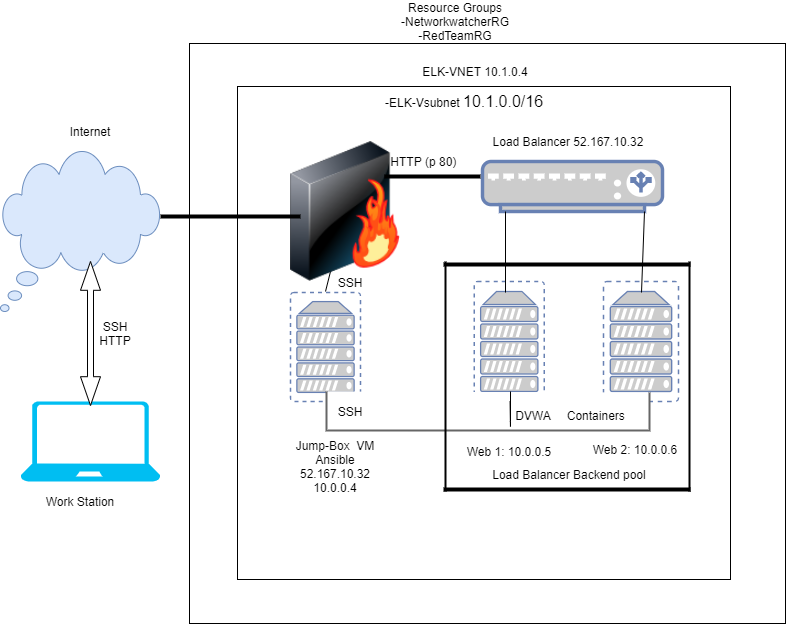 Resource Groups
-NetworkwatcherRG
-RedTeamRG
ELK-VNET 10.1.0.4
-ELK-Vsubnet 10.1.0.0/16
Internet
HTTP (p 80)
Load Balancer 52.167.10.32
SSH
SSH
HTTP
SSH
DVWA Containers
Jump-Box VM
Ansible
52.167.10.32
10.0.0.4
Web 1: 10.0.0.5
Web 2: 10.0.0.6
Load Balancer Backend pool
Work Station